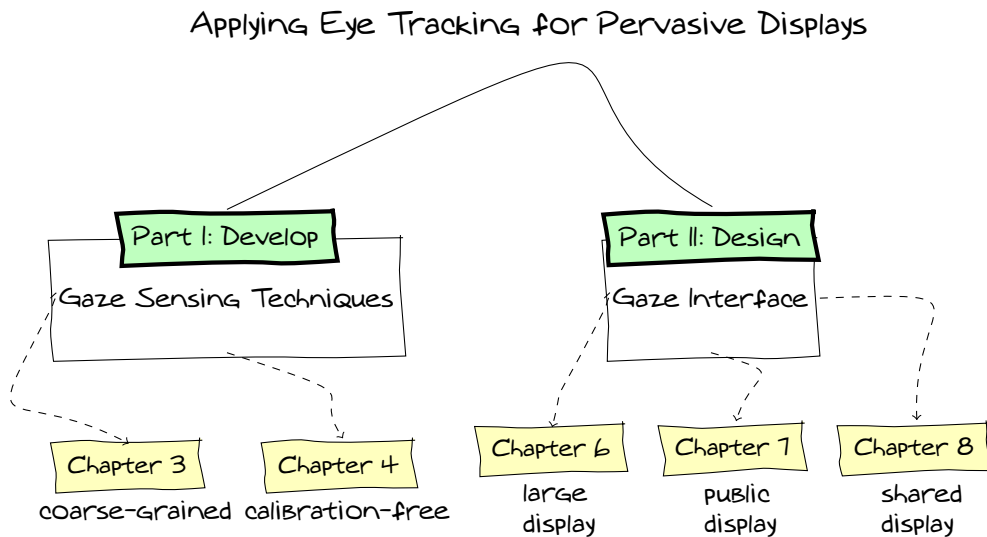 Applying Eye Tracking for Pervasive Displays
Part I: Develop
Gaze Sensing Techniques
Part II: Design
Gaze Interface
Chapter 3
coarse-grained
Chapter 4
calibration-free
Chapter 6
large
display
Chapter 7
public
display
Chapter 8
shared
display